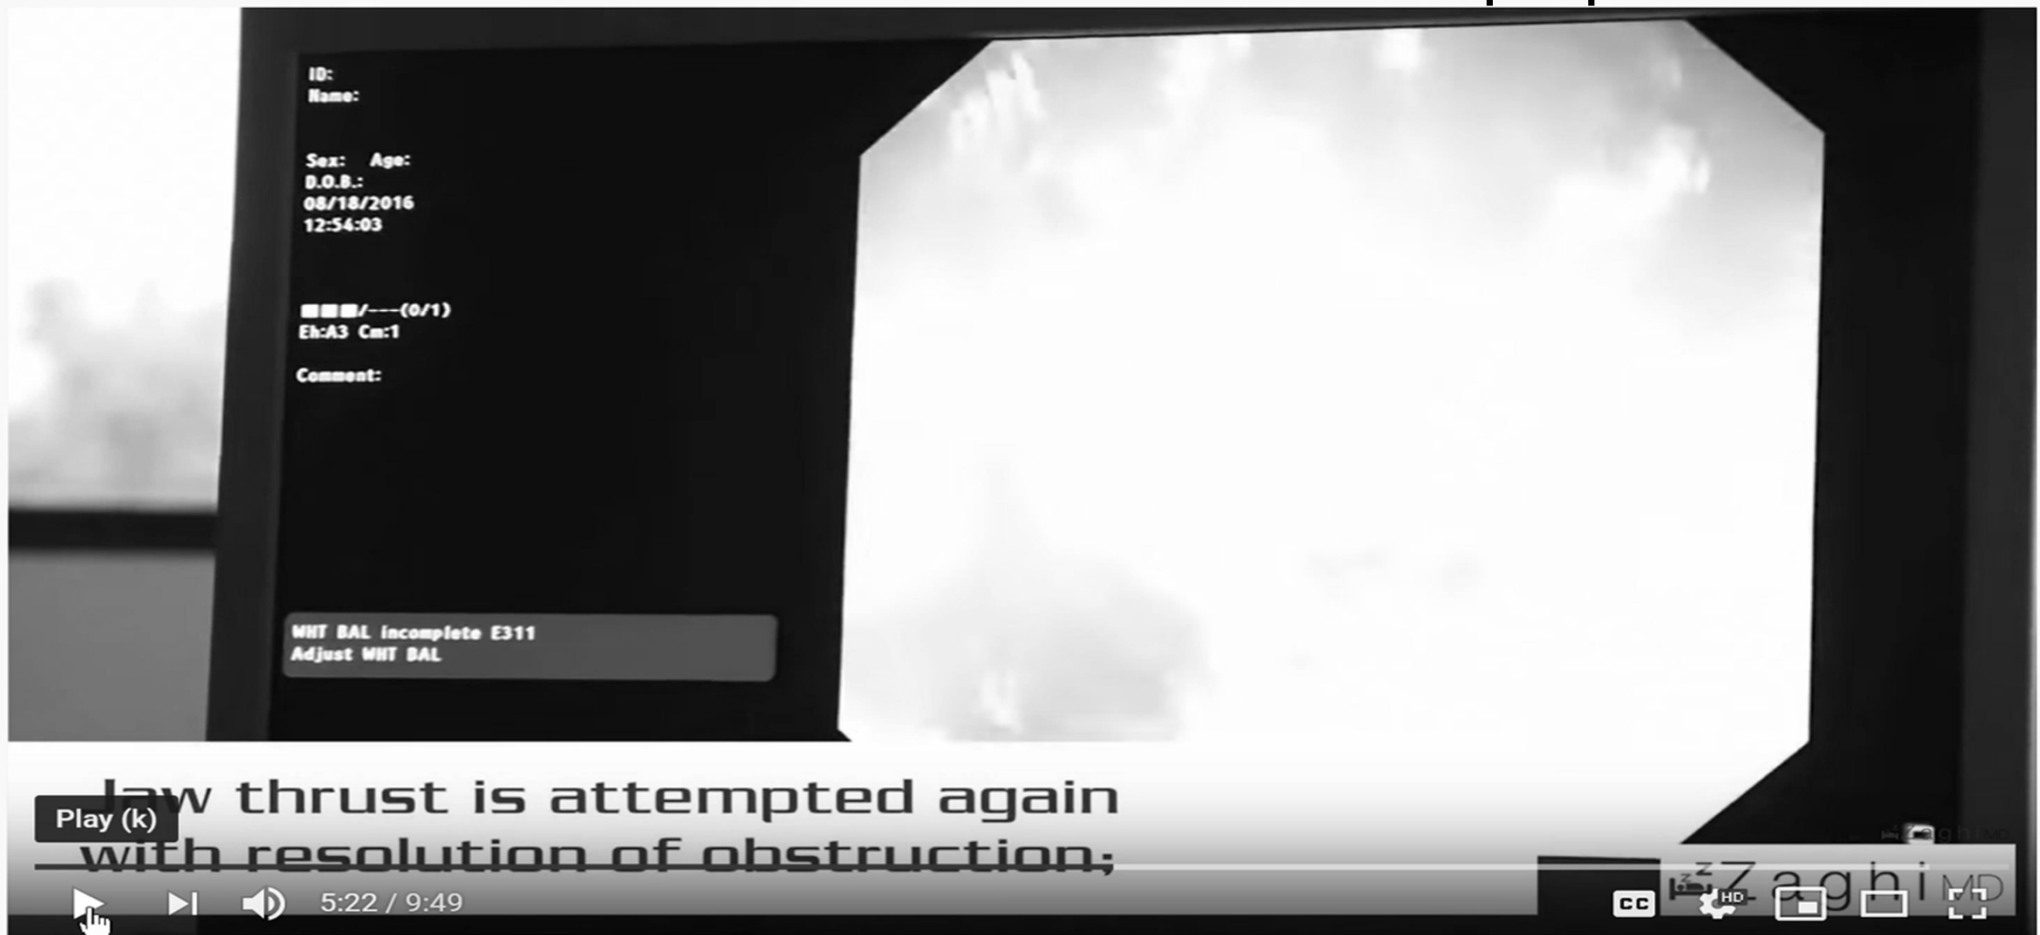 ID:
Name:
Sex: Age:
D.O.B.:
08/18/2016
12:54:03
/---(0/1)
Eh:A3 Cm:1
Comment:
WHT BAL incomplete E311
Adjust WHT BAL
Jaw thrust is attempted again
Play (k)
with resolution of obstruction;
ZaghiMD
zzZaghiMD
5:22 / 9:49
CC
HD